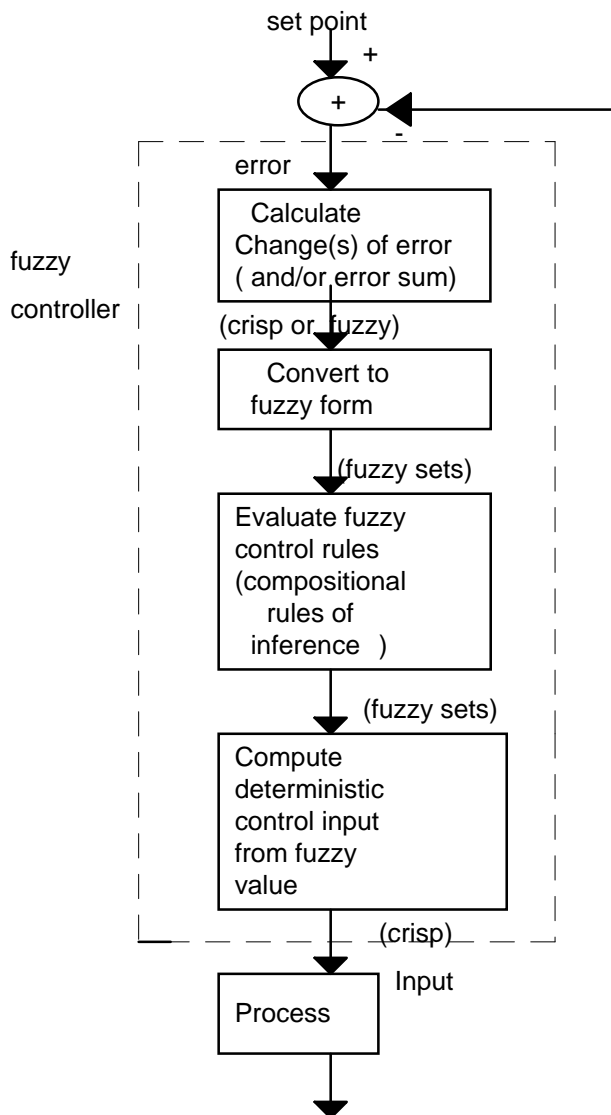 set point
+
+
-
error
Calculate
Change(s) of error
( and/or error sum)
fuzzy
controller
(crisp or fuzzy)
Convert to
fuzzy form
(fuzzy sets)
Evaluate fuzzy
control rules
(compositional
rules of
inference )
(fuzzy sets)
Compute
deterministic
control input
from fuzzy
value
(crisp)
Input
Process